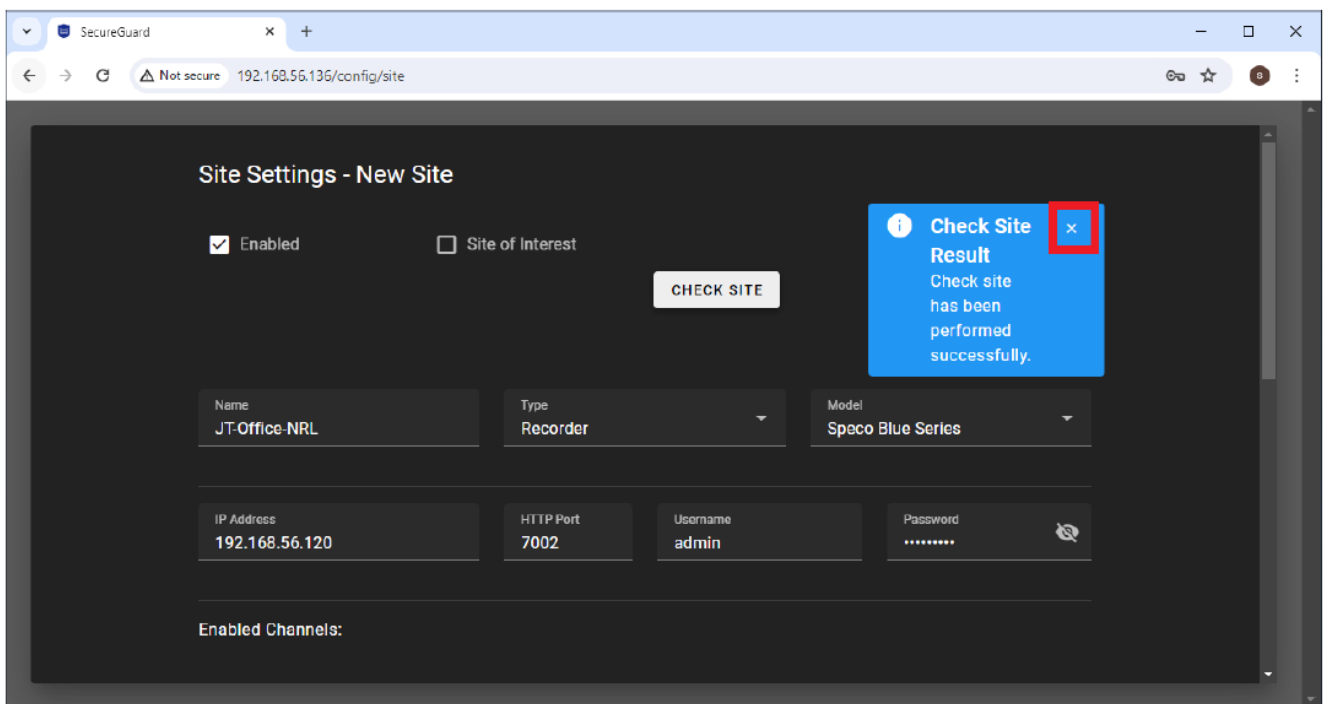 SecureGuard
Not secure 192.168.56.136/config/site
s
Site Settings - New Site
Enabled
Site of Interest
CHECK SITE
Check Site
Result
Check site
has been
performed
successfully.
Name
JT-Office-NRL
Type
Recorder
Model
Speco Blue Series
IP Address
192.168.56.120
HTTP Port
7002
Username
admin
Password
•••••••••
Enabled Channels: